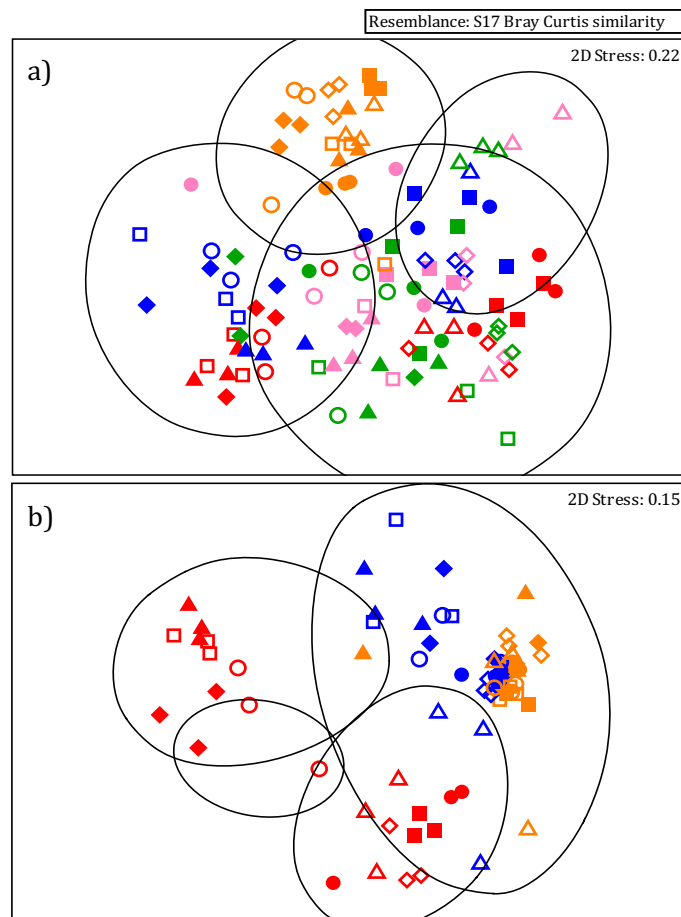 Resemblance: S17 Bray Curtis similarity
2D Stress: 0.22
a)
2D Stress: 0.15
b)